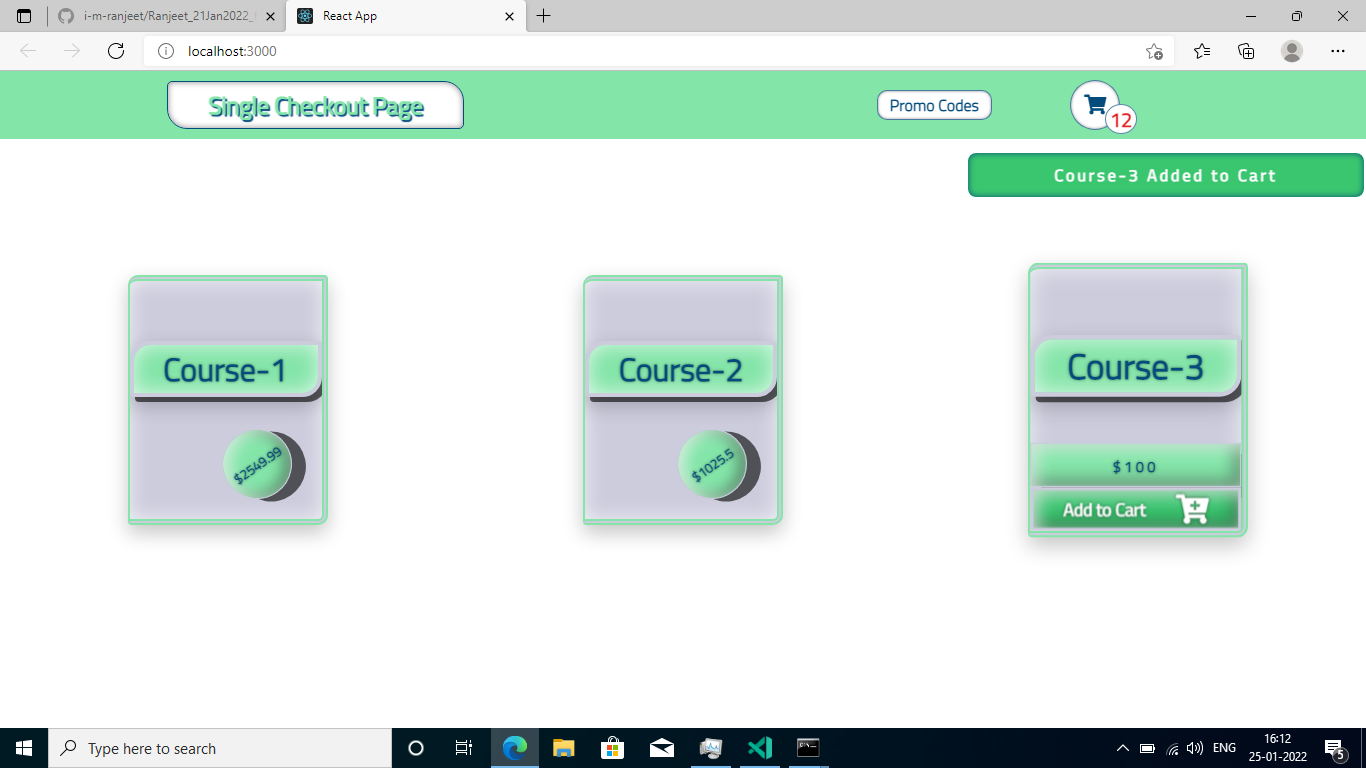 i-m-ranjeet/Ranjeet_21Jan2022_
React App
localhost:3000
Single Checkout Page
Promo Codes
12
Course-3 Added to Cart
Course-1
Course-2
Course-3
$2549.99
$1025.5
$100
Add to Cart
Type here to search
ENG
16:12
25-01-2022
5